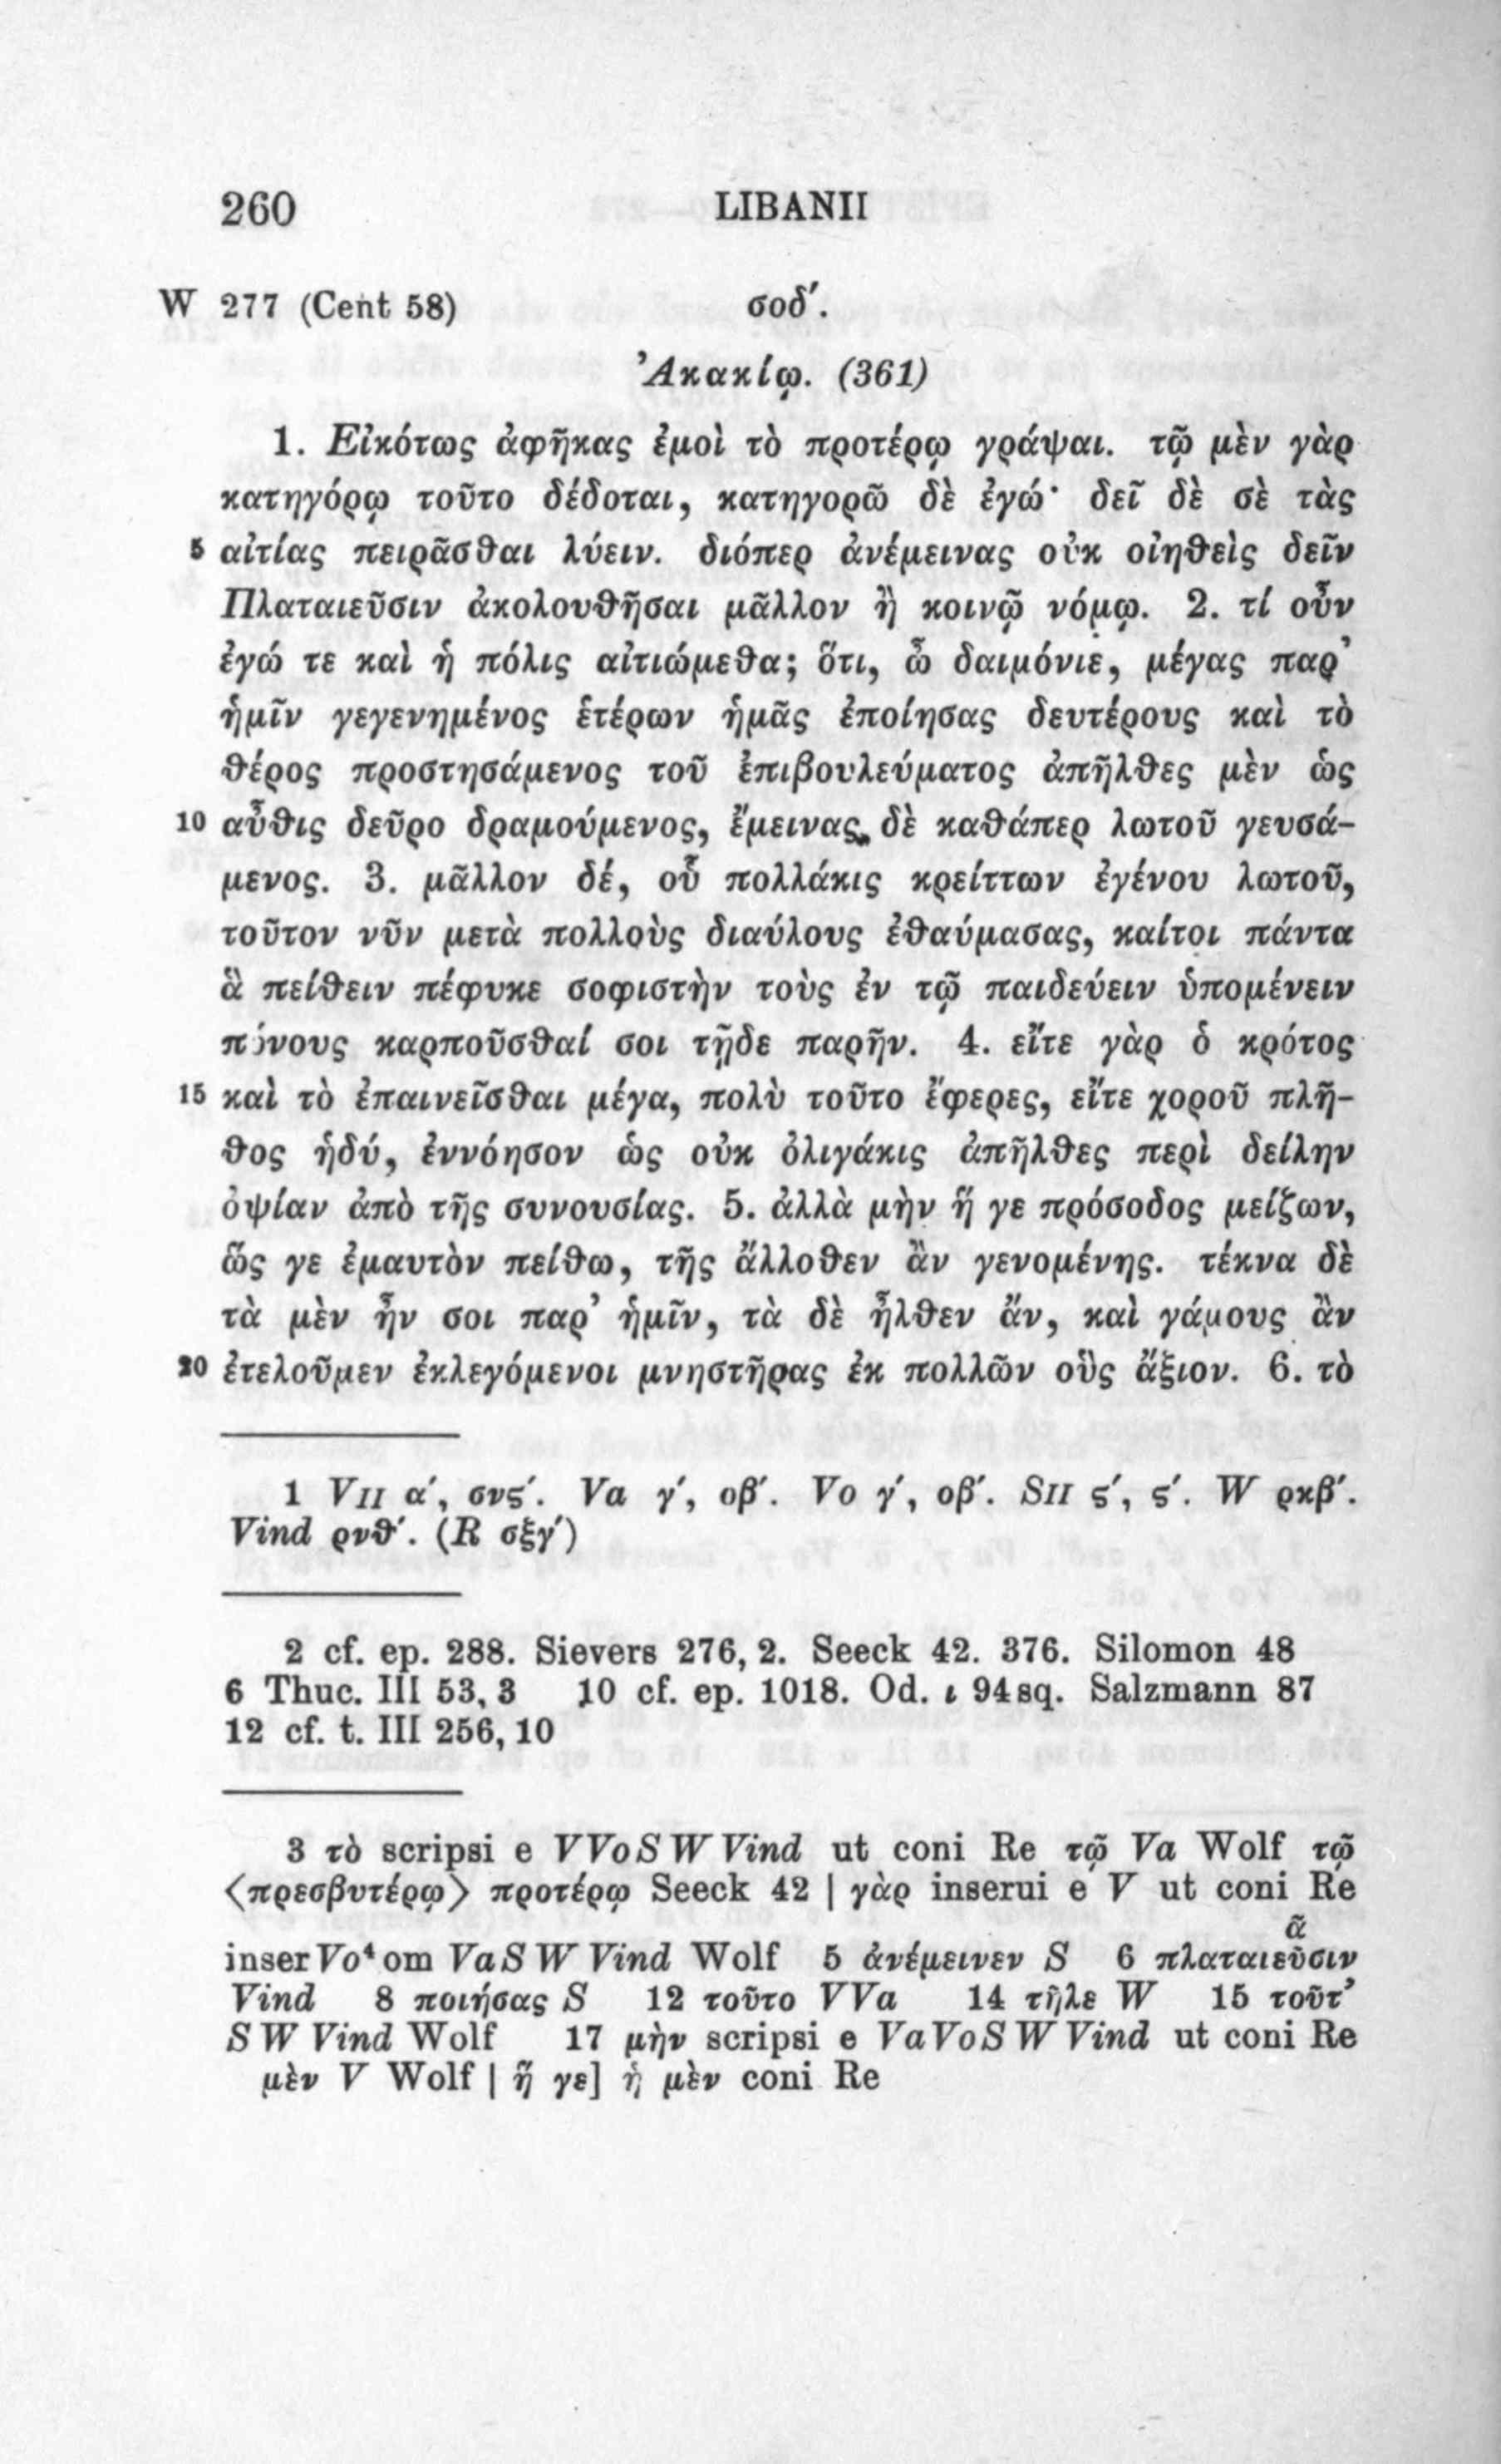 260
LIBANII
W 277 (Cent 58)
σοδ′.
Ἀκακίῳ. (361)
1. Εἰκότως ἀφῆκας ἐμοὶ τὸ προτέρῳ γράψαι. τῷ μὲν γὰρ
κατηγόρῳ τοῦτο δέδοται, κατηγορῶ δὲ ἐγώ· δεῖ δὲ σὲ τὰς
5 αἰτίας πειρᾶσθαι λύειν. διόπερ ἀνέμεινας οὐκ οἰηθεὶς δεῖν
Πλαταιεῦσιν ἀκολουθῆσαι μᾶλλον ἢ κοινῷ νόμῳ. 2. τί οὖν
ἐγώ τε καὶ ἡ πόλις αἰτιώμεθα; ὅτι, ὦ δαιμόνιε, μέγας παρ’
ἡμῖν γεγενημένος ἑτέρων ἡμᾶς ἐποίησας δευτέρους καὶ τὸ
θέρος προστησάμενος τοῦ ἐπιβουλεύματος ἀπῆλθες μὲν ὡς
10 αὖθις δεῦρο δραμούμενος, ἔμεινας δὲ καθάπερ λωτοῦ γευσά-
μενος. 3. μᾶλλον δέ, οὗ πολλάκις κρείττων ἐγένου λωτοῦ,
τοῦτον νῦν μετὰ πολλοὺς διαύλους ἐθαύμασας, καίτοι πάντα
ἃ πείθειν πέφυκε σοφιστὴν τοὺς ἐν τῷ παιδεύειν ὑπομένειν
πόνους καρποῦσθαί σοι τῇδε παρῆν. 4. εἴτε γὰρ ὁ κρότος
15 καὶ τὸ ἐπαινεῖσθαι μέγα, πολὺ τοῦτο ἔφερες, εἴτε χοροῦ πλῆ-
θος ἡδύ, ἐννόησον ὡς οὐκ ὀλιγάκις ἀπῆλθες περὶ δείλην
ὀψίαν ἀπὸ τῆς συνουσίας. 5. ἀλλὰ μὴν ἥ γε πρόσοδος μείζων,
ὥς γε ἐμαυτὸν πείθω, τῆς ἄλλοθεν ἂν γενομένης. τέκνα δὲ
τὰ μὲν ἦν σοι παρ’ ἡμῖν, τὰ δὲ ἦλθεν ἄν, καὶ γάμους ἂν
20 ἐτελοῦμεν ἐκλεγόμενοι μνηστῆρας ἐκ πολλῶν οὓς ἄξιον. 6. τὸ
1 VII α′, σνς′. Va γ′, οβ′. Vo γ′, οβ′. SII ς′, ς′. W ρκβ′.
Vind ρνθ′. (R σξγ′)
2 cf. ep. 288. Sievers 276, 2. Seeck 42. 376. Silomon 48
6 Thuc. III 53, 3 10 cf. ep. 1018. Od. ι 94 sq. Salzmann 87
12 cf. t. III 256, 10
3 τὸ scripsi e V Vo S W Vind ut coni Re τῷ Va Wolf τῷ
⟨πρεσβυτέρῳ⟩ προτέρῳ Seeck 42 | γὰρ inserui e V ut coni Re
ᾶ
inser Vo⁴ om Va S W Vind Wolf 5 ἀνέμεινεν S 6 πλαταιεῦσιν
Vind 8 ποιήσας S 12 τοῦτο V Va 14 τῆλε W 15 τοῦτ’
S W Vind Wolf 17 μὴν scripsi e Va Vo S W Vind ut coni Re
μὲν V Wolf | ἥ γε] ἡ μὲν coni Re